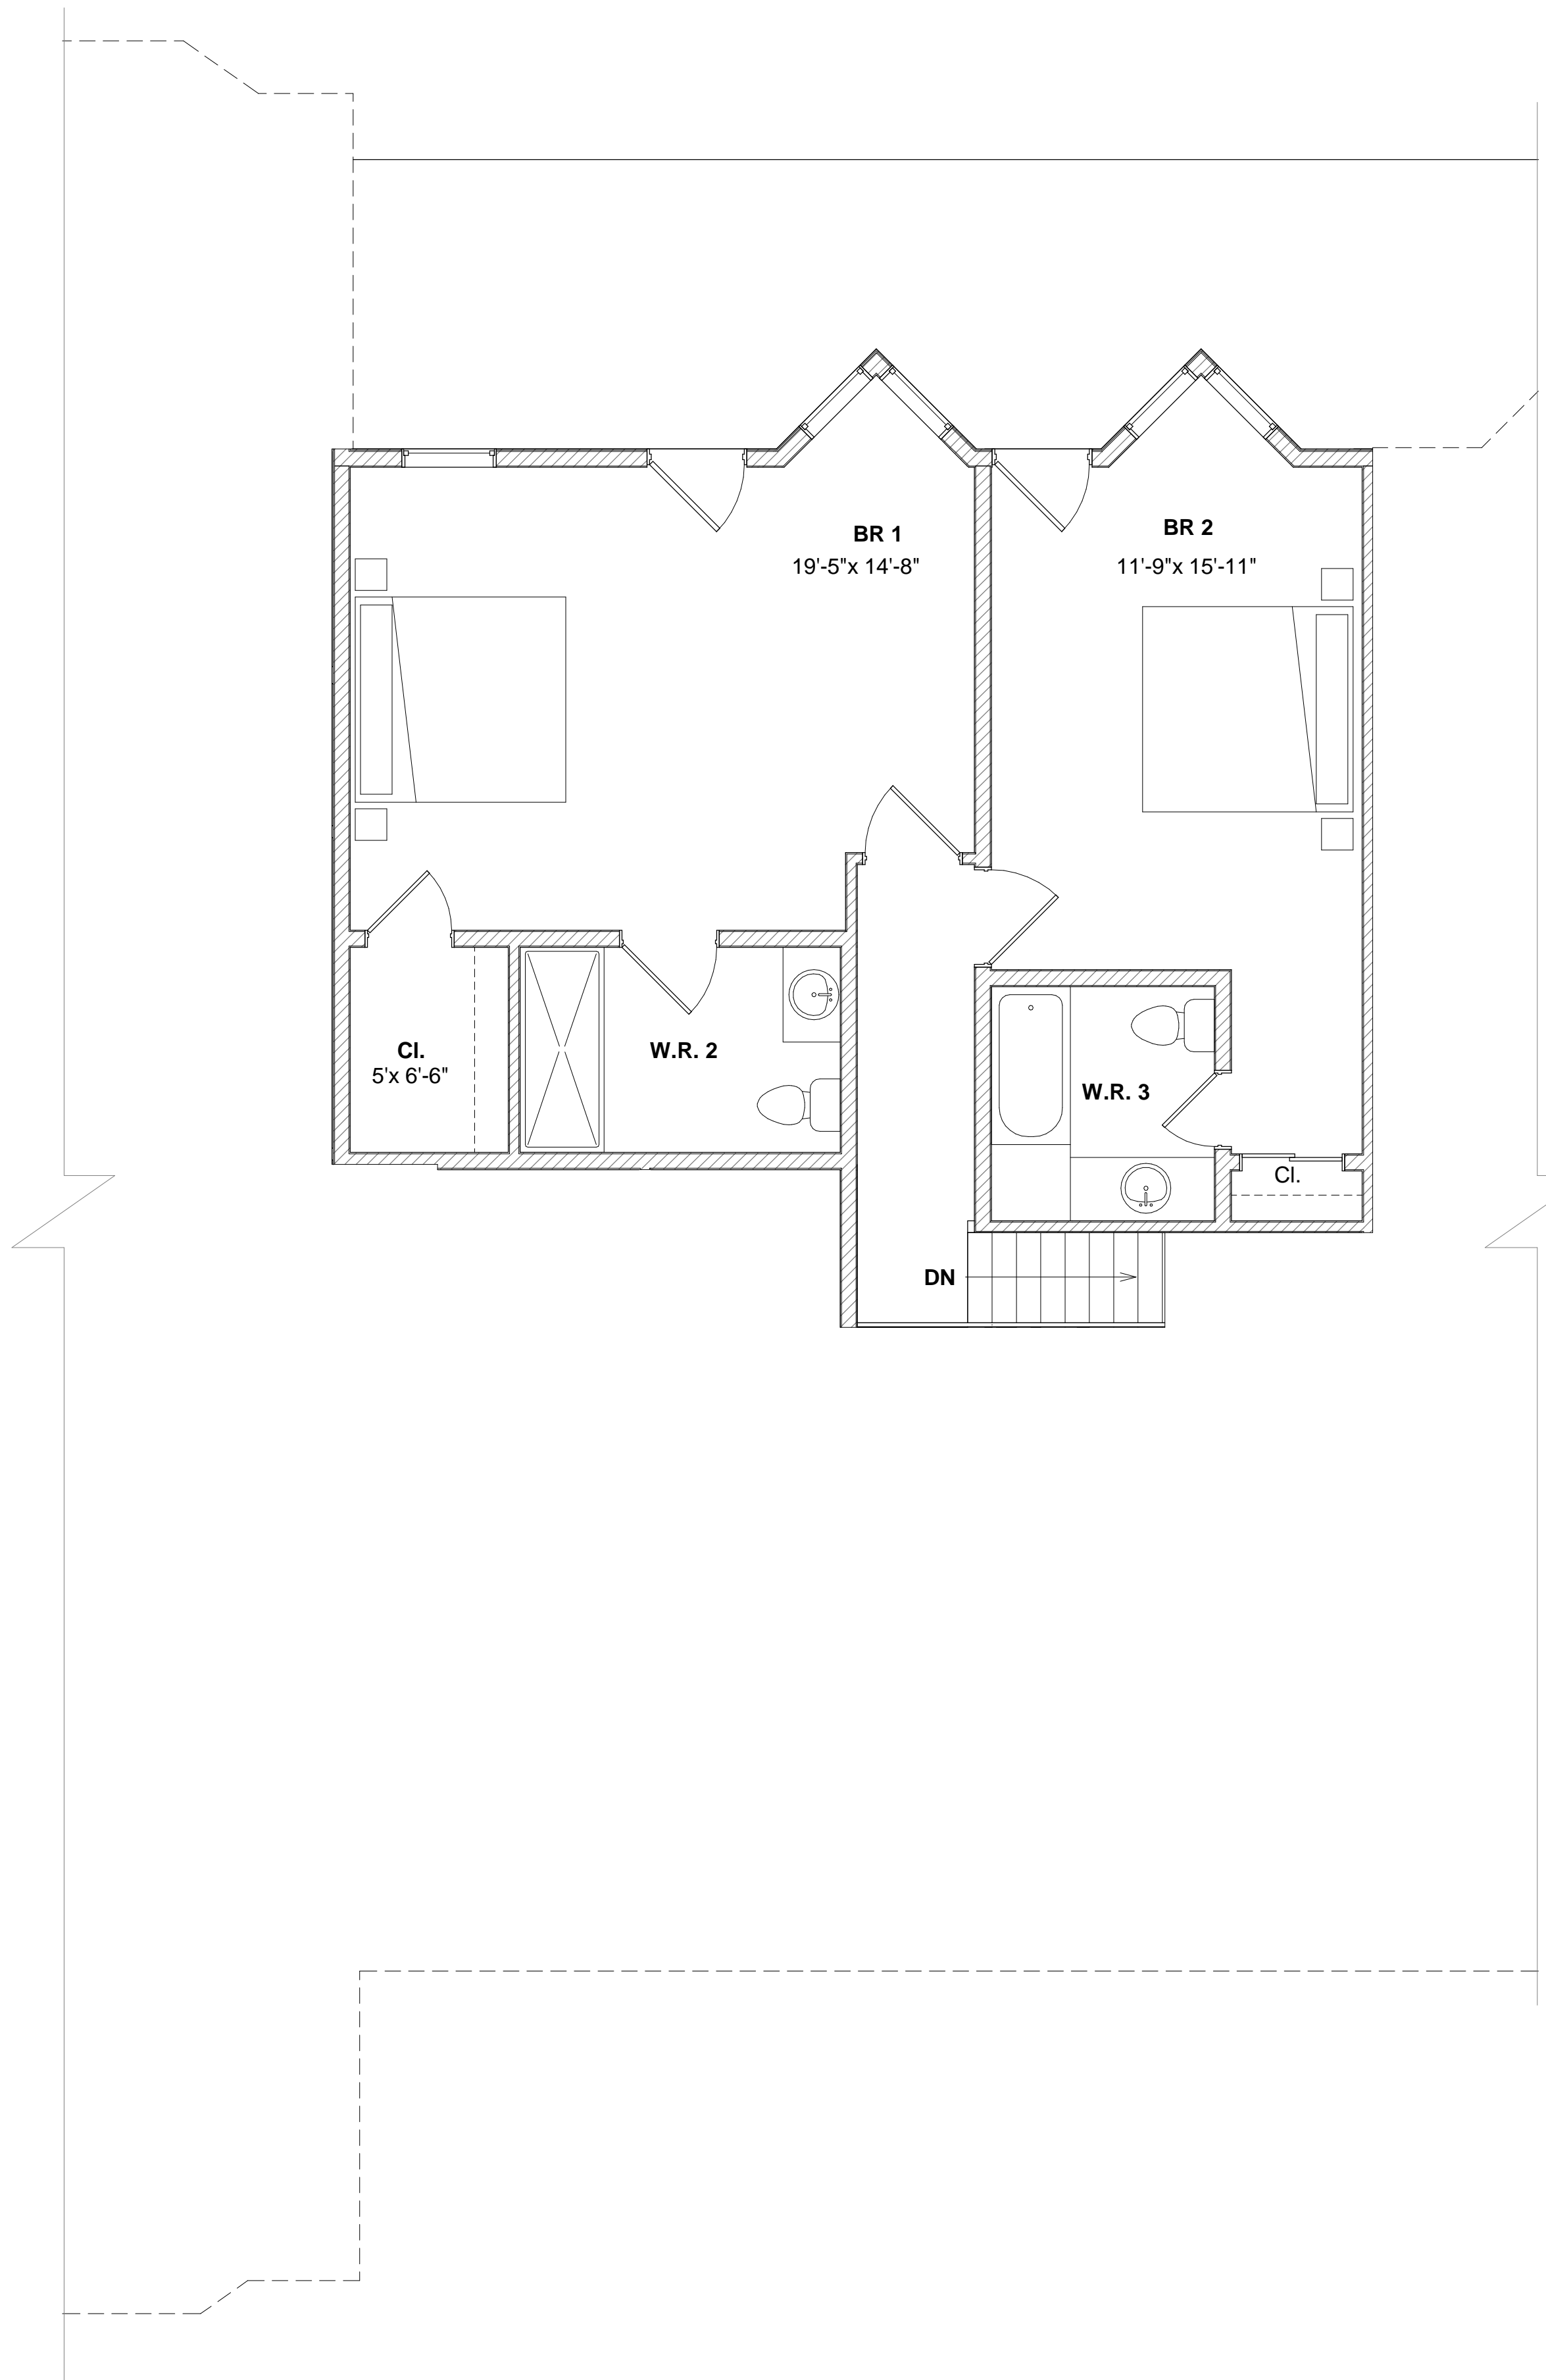 BR 1
19'-5"x 14'-8"
BR 2
11'-9"x 15'-11"
Cl.
5'x 6'-6"
W.R. 2
W.R. 3
Cl.
DN